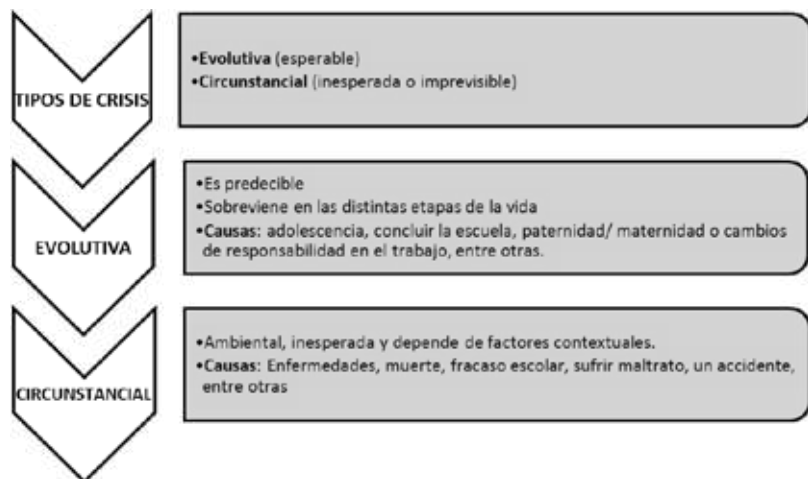 TIPOS DE CRISIS
•Evolutiva (esperable)
•Circunstancial (inesperada o imprevisible)
EVOLUTIVA
•Es predecible
•Sobreviene en las distintas etapas de la vida
•Causas: adolescencia, concluir la escuela, paternidad/ maternidad o cambios
de responsabilidad en el trabajo, entre otras.
CIRCUNSTANCIAL
•Ambiental, inesperada y depende de factores contextuales.
•Causas: Enfermedades, muerte, fracaso escolar, sufrir maltrato, un accidente,
entre otras